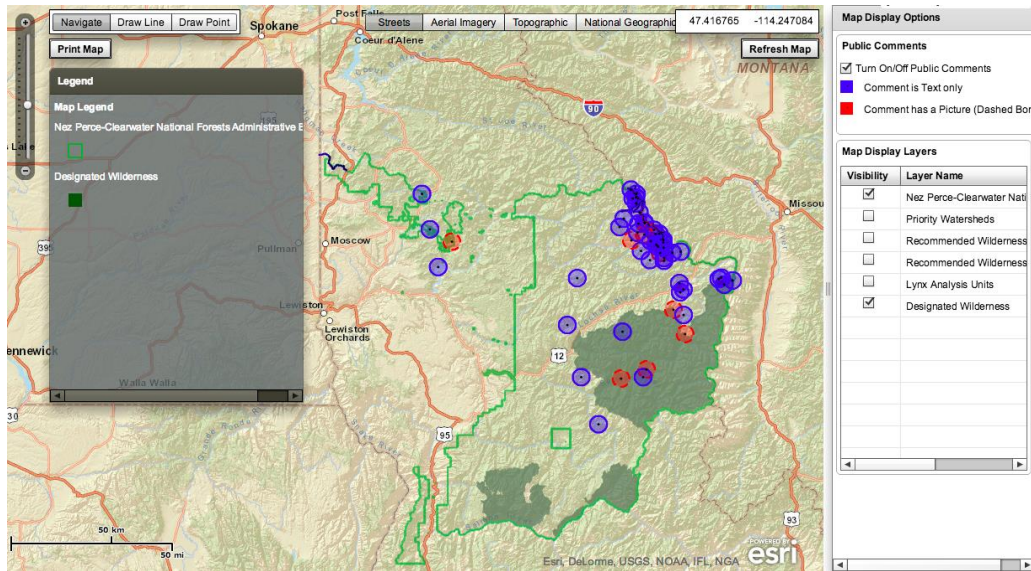 Navigate
Draw Line
Draw Point
Streets
Aerial Imagery
Topographic
National Geographic
47.416765
-114.247084
Print Map
Refresh Map
Spokane
Post Falls
Coeur d'Alene
MONTANA
Legend
Map Legend
Nez Perce-Clearwater National Forests Administrative B
Designated Wilderness
195
90
395
Pullman
Moscow
Lewiston
Lewiston
Orchards
Missou
ennewick
Walla Walla
12
30
95
93
50 km
50 mi
Esri, DeLorme, USGS, NOAA, IFL, NGA
POWERED BY
esri
Map Display Options
Public Comments
Turn On/Off Public Comments
Comment is Text only
Comment has a Picture (Dashed Bor
Map Display Layers
Visibility
Layer Name
Nez Perce-Clearwater Nati
Priority Watersheds
Recommended Wilderness
Recommended Wilderness
Lynx Analysis Units
Designated Wilderness